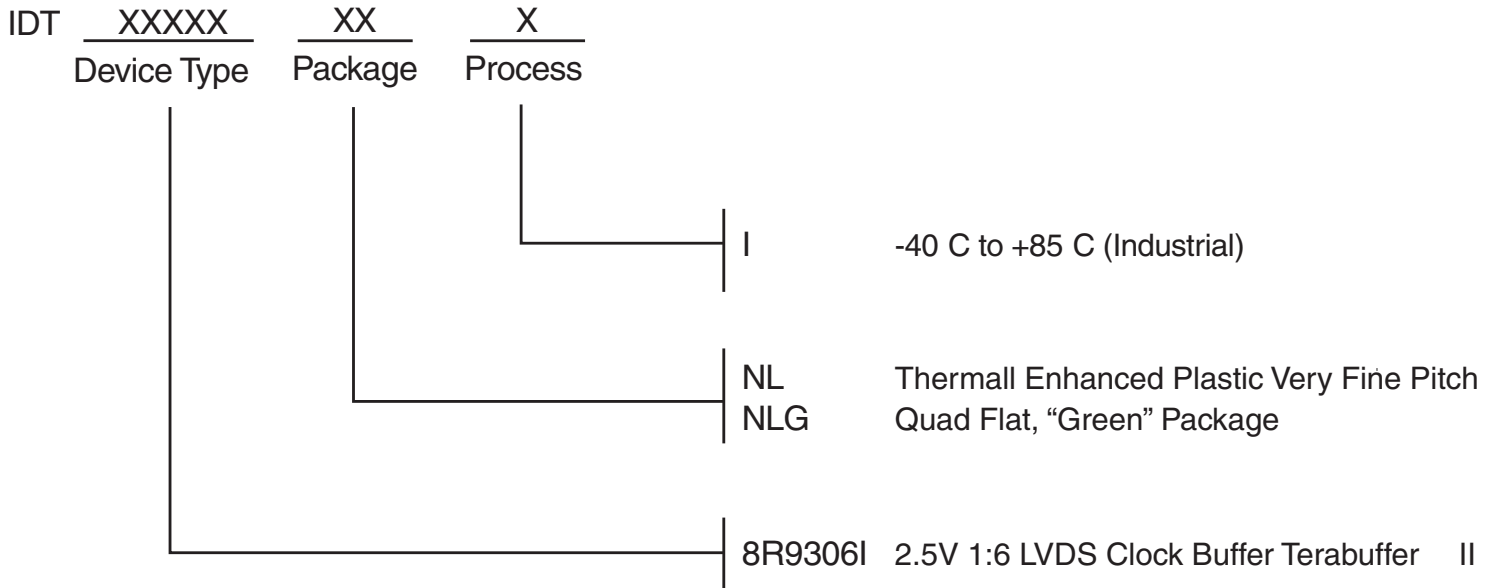 IDT XXXXX XX X
Device Type Package Process
I -40 C to +85 C (Industrial)
NL Thermall Enhanced Plastic Very Fine Pitch
NLG Quad Flat, “Green” Package
8R9306I 2.5V 1:6 LVDS Clock Buffer Terabuffer II